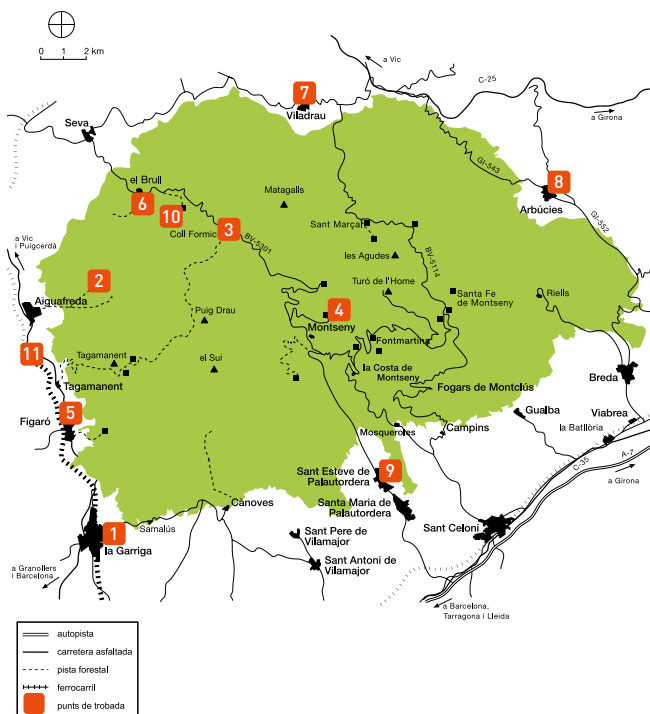 0 1 2 km
a Vic
C-25
a Girona
7
Viladrau
Seva
GI-543
8
Arbúcies
GI-552
el Brull
6
10
Matagalls
3
Coll Formic
BV-5301
Sant Marçal
les Agudes
BV-5114
a Vic
i Puigcerdà
2
Aiguafreda
Turó de l'Home
Santa Fe
de Montseny
Riells
4
Montseny
Puig Drau
Fontmartina
11
Tagamanent
Tagamanent
el Sui
la Costa de
Montseny
Fogars de Montclús
Breda
5
Figaró
Gualba
Viabrea
la Batllòria
Mosqueroles
Campins
9
Sant Esteve de
Palautordera
C-35
A-7
a Girona
Cànoves
Santa Maria de
Palautordera
1
Samalús
la Garriga
Sant Pere de
Vilamajor
Sant Celoni
Sant Antoni de
Vilamajor
a Granollers
i Barcelona
a Barcelona,
Tarragona i Lleida
autopista
carretera asfaltada
pista forestal
ferrocarril
punts de trobada